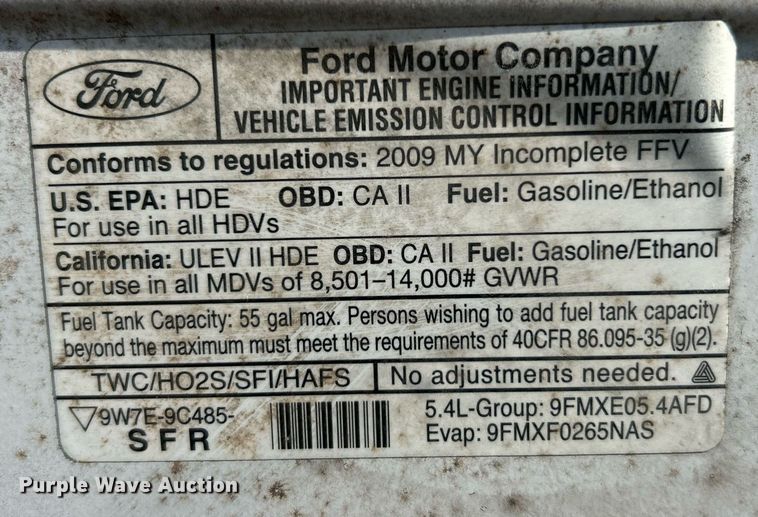 Ford
Ford Motor Company
IMPORTANT ENGINE INFORMATION/
VEHICLE EMISSION CONTROL INFORMATION
Conforms to regulations: 2009 MY Incomplete FFV
U.S. EPA: HDE OBD: CA II Fuel: Gasoline/Ethanol
For use in all HDVs
California: ULEV II HDE OBD: CA II Fuel: Gasoline/Ethanol
For use in all MDVs of 8,501–14,000# GVWR
Fuel Tank Capacity: 55 gal max. Persons wishing to add fuel tank capacity
beyond the maximum must meet the requirements of 40CFR 86.095-35 (g)(2).
TWC/HO2S/SFI/HAFS No adjustments needed.
9W7E-9C485-
SFR
5.4L-Group: 9FMXE05.4AFD
Evap: 9FMXF0265NAS
Purple Wave Auction